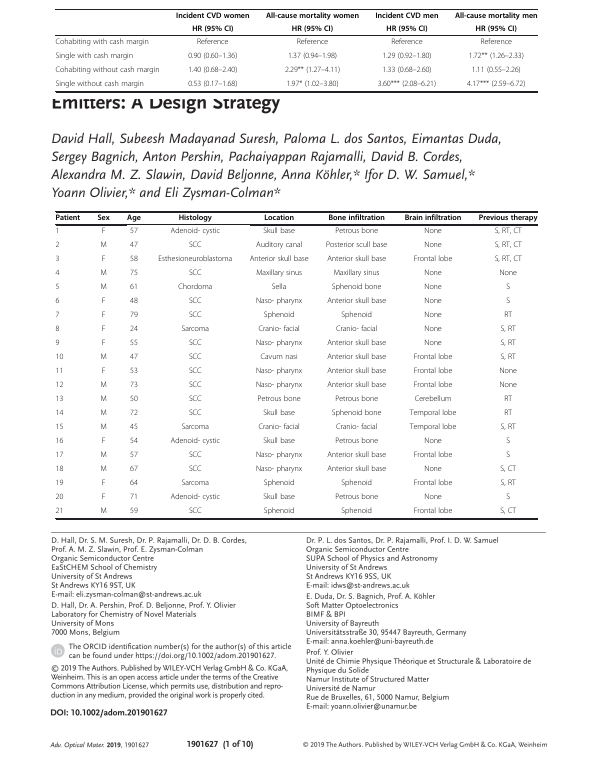 Incident CVD women All-cause mortality women Incident CVD men All-cause mortality men
HR (95% CI) HR (95% CI) HR (95% CI) HR (95% CI)
Cohabiting with cash margin Reference Reference Reference Reference
Single with cash margin 0.90 (0.60–1.36) 1.37 (0.94–1.98) 1.29 (0.92–1.80) 1.72** (1.26–2.33)
Cohabiting without cash margin 1.40 (0.68–2.40) 2.29** (1.27–4.11) 1.33 (0.68–2.60) 1.11 (0.55–2.26)
Single without cash margin 0.53 (0.17–1.68) 1.97* (1.02–3.80) 3.60*** (2.08–6.21) 4.17*** (2.59–6.72)
Emitters: A Design Strategy
David Hall, Subeesh Madayanad Suresh, Paloma L. dos Santos, Eimantas Duda,
Sergey Bagnich, Anton Pershin, Pachaiyappan Rajamalli, David B. Cordes,
Alexandra M. Z. Slawin, David Beljonne, Anna Köhler,* Ifor D. W. Samuel,*
Yoann Olivier,* and Eli Zysman-Colman*
Patient Sex Age Histology Location Bone infiltration Brain infiltration Previous therapy
1 F 57 Adenoid- cystic Skull base Petrous bone None S, RT, CT
2 M 47 SCC Auditory canal Posterior scull base None S, RT, CT
3 F 58 Esthesioneuroblastoma Anterior skull base Anterior skull base Frontal lobe S, RT, CT
4 M 75 SCC Maxillary sinus Maxillary sinus None None
5 M 61 Chordoma Sella Sphenoid bone None S
6 F 48 SCC Naso- pharynx Anterior skull base None S
7 F 79 SCC Sphenoid Sphenoid None RT
8 F 24 Sarcoma Cranio- facial Cranio- facial None S, RT
9 F 55 SCC Naso- pharynx Anterior skull base None S, RT
10 M 47 SCC Cavum nasi Anterior skull base Frontal lobe S, RT
11 F 53 SCC Naso- pharynx Anterior skull base Frontal lobe None
12 M 73 SCC Naso- pharynx Anterior skull base Frontal lobe None
13 M 50 SCC Petrous bone Petrous bone Cerebellum RT
14 M 72 SCC Skull base Sphenoid bone Temporal lobe RT
15 M 45 Sarcoma Cranio- facial Cranio- facial Temporal lobe S, RT
16 F 54 Adenoid- cystic Skull base Petrous bone None S
17 M 57 SCC Naso- pharynx Anterior skull base Frontal lobe S
18 M 67 SCC Naso- pharynx Anterior skull base None S, CT
19 F 64 Sarcoma Sphenoid Sphenoid Frontal lobe S, RT
20 F 71 Adenoid- cystic Skull base Petrous bone None S
21 M 59 SCC Sphenoid Sphenoid Frontal lobe S, CT
D. Hall, Dr. S. M. Suresh, Dr. P. Rajamalli, Dr. D. B. Cordes,
Prof. A. M. Z. Slawin, Prof. E. Zysman-Colman
Organic Semiconductor Centre
EaStCHEM School of Chemistry
University of St Andrews
St Andrews KY16 9ST, UK
E-mail: eli.zysman-colman@st-andrews.ac.uk
D. Hall, Dr. A. Pershin, Prof. D. Beljonne, Prof. Y. Olivier
Laboratory for Chemistry of Novel Materials
University of Mons
7000 Mons, Belgium
iD The ORCID identification number(s) for the author(s) of this article
can be found under https://doi.org/10.1002/adom.201901627.
© 2019 The Authors. Published by WILEY-VCH Verlag GmbH & Co. KGaA,
Weinheim. This is an open access article under the terms of the Creative
Commons Attribution License, which permits use, distribution and repro-
duction in any medium, provided the original work is properly cited.
DOI: 10.1002/adom.201901627
Dr. P. L. dos Santos, Dr. P. Rajamalli, Prof. I. D. W. Samuel
Organic Semiconductor Centre
SUPA School of Physics and Astronomy
University of St Andrews
St Andrews KY16 9SS, UK
E-mail: idws@st-andrews.ac.uk
E. Duda, Dr. S. Bagnich, Prof. A. Köhler
Soft Matter Optoelectronics
BIMF & BPI
University of Bayreuth
Universitätsstraße 30, 95447 Bayreuth, Germany
E-mail: anna.koehler@uni-bayreuth.de
Prof. Y. Olivier
Unité de Chimie Physique Théorique et Structurale & Laboratoire de
Physique du Solide
Namur Institute of Structured Matter
Université de Namur
Rue de Bruxelles, 61, 5000 Namur, Belgium
E-mail: yoann.olivier@unamur.be
Adv. Optical Mater. 2019, 1901627 1901627 (1 of 10) © 2019 The Authors. Published by WILEY-VCH Verlag GmbH & Co. KGaA, Weinheim